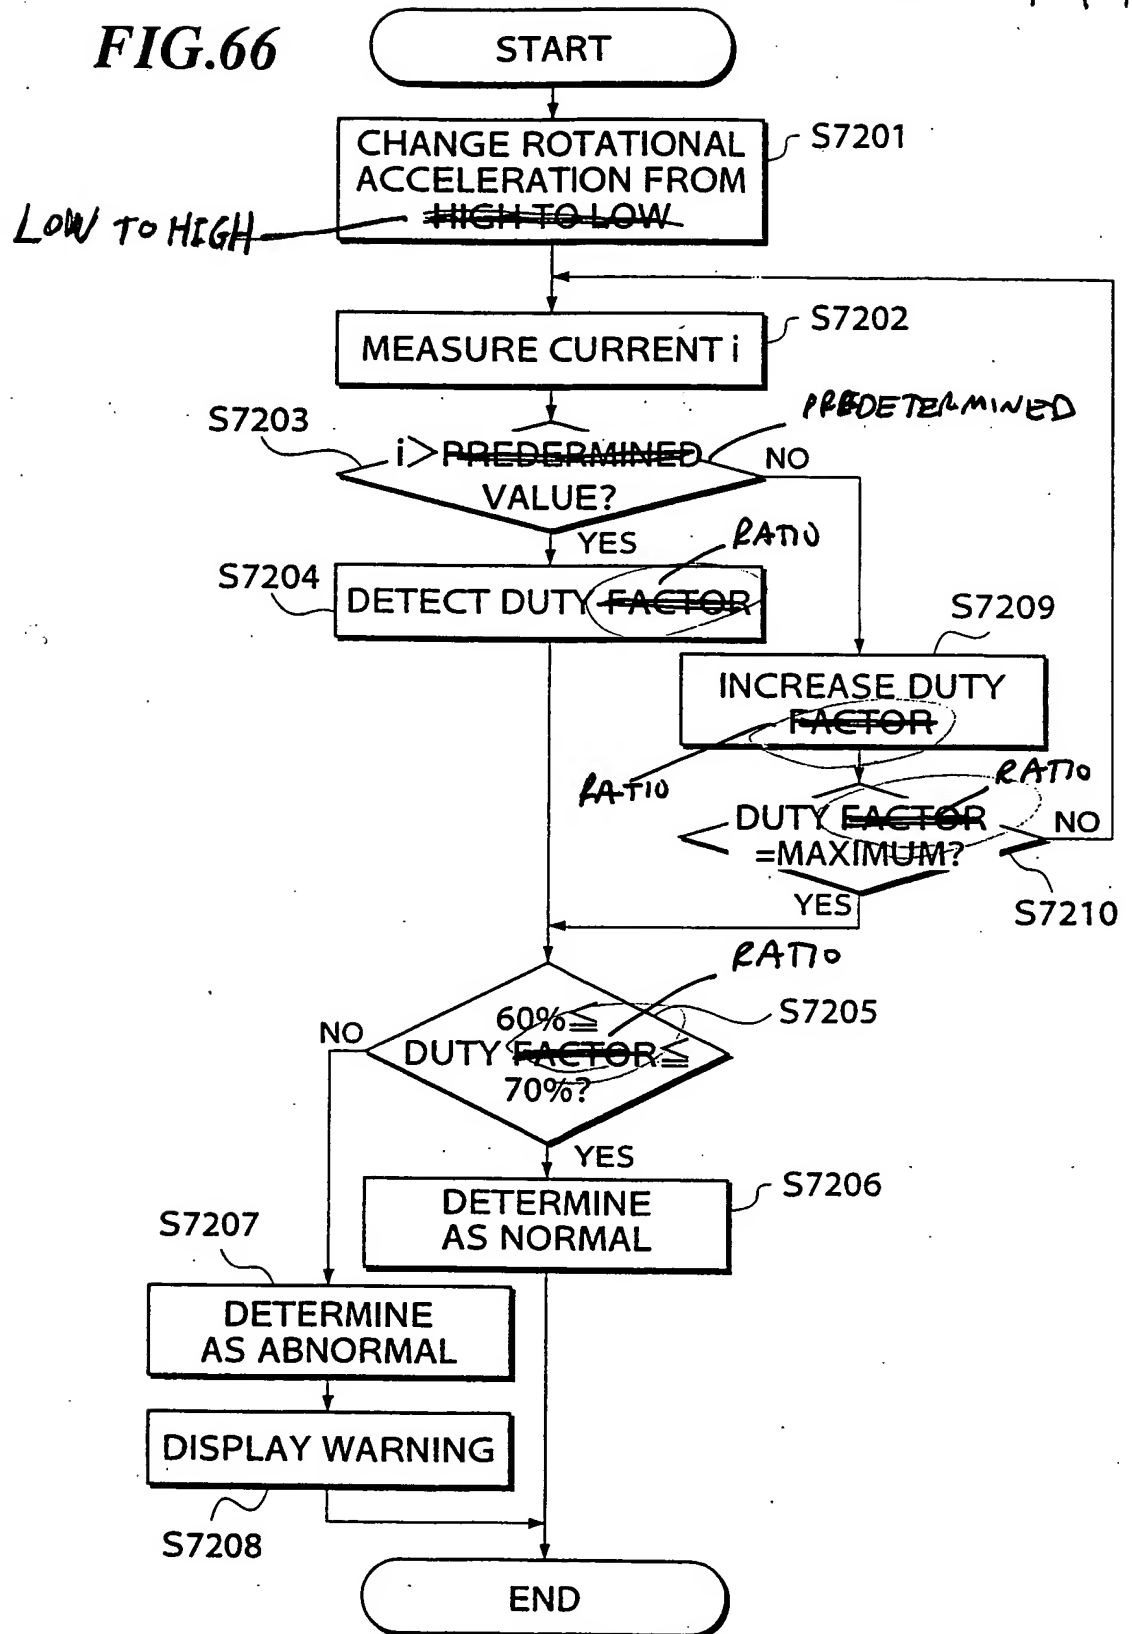 FIG.66
START
CHANGE ROTATIONAL
ACCELERATION FROM
HIGH TO LOW
LOW TO HIGH
S7201
MEASURE CURRENT i
S7202
S7203
i> PREDERMINED
VALUE?
PREDETERMINED
NO
YES
RATIO
S7204
DETECT DUTY FACTOR
S7209
INCREASE DUTY
FACTOR
RATIO
RATIO
DUTY FACTOR
=MAXIMUM?
NO
YES
S7210
RATIO
60%≦
DUTY FACTOR≦
70%?
S7205
NO
YES
DETERMINE
AS NORMAL
S7206
S7207
DETERMINE
AS ABNORMAL
DISPLAY WARNING
S7208
END